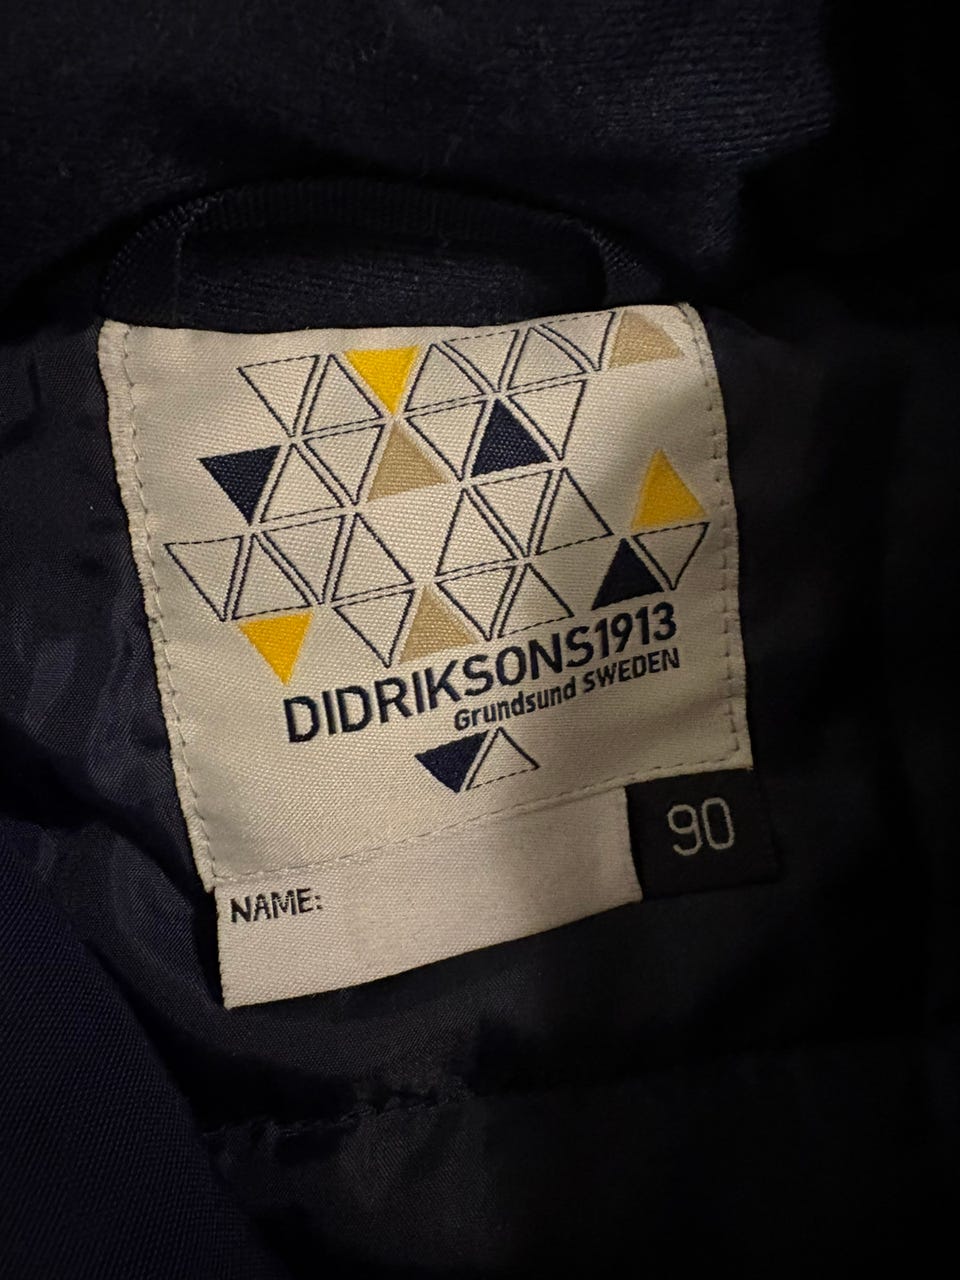 DIDRIKSONS1913
Grundsund SWEDEN
90
NAME: